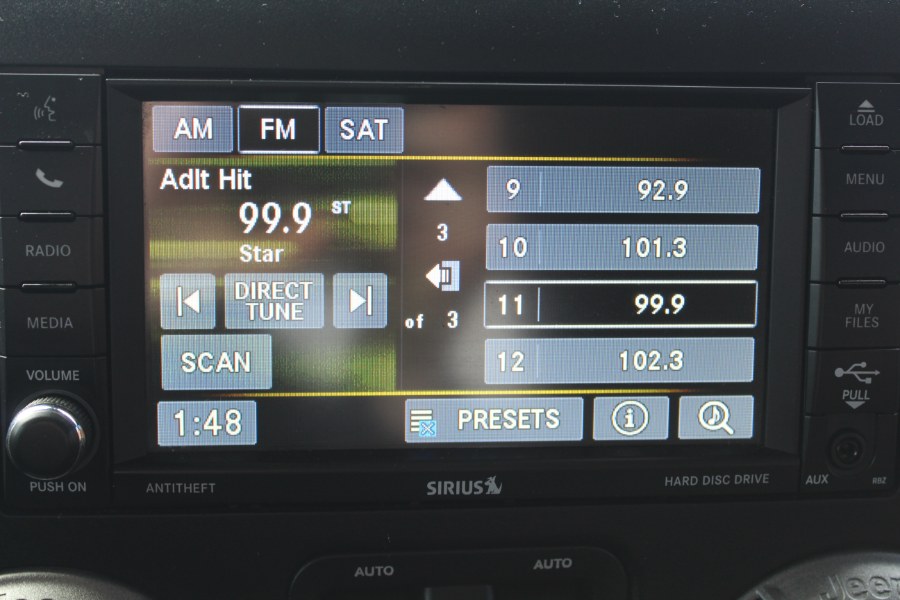 LOAD
MENU
RADIO
AUDIO
MEDIA
MY
FILES
VOLUME
PULL
PUSH ON
AUX
RBZ
AM FM SAT
Adlt Hit
99.9 ST
Star
DIRECT
TUNE
SCAN
3
of 3
9 92.9
10 101.3
11 99.9
12 102.3
1:48 PRESETS
ANTITHEFT SIRIUS HARD DISC DRIVE
AUTO AUTO
Jeep